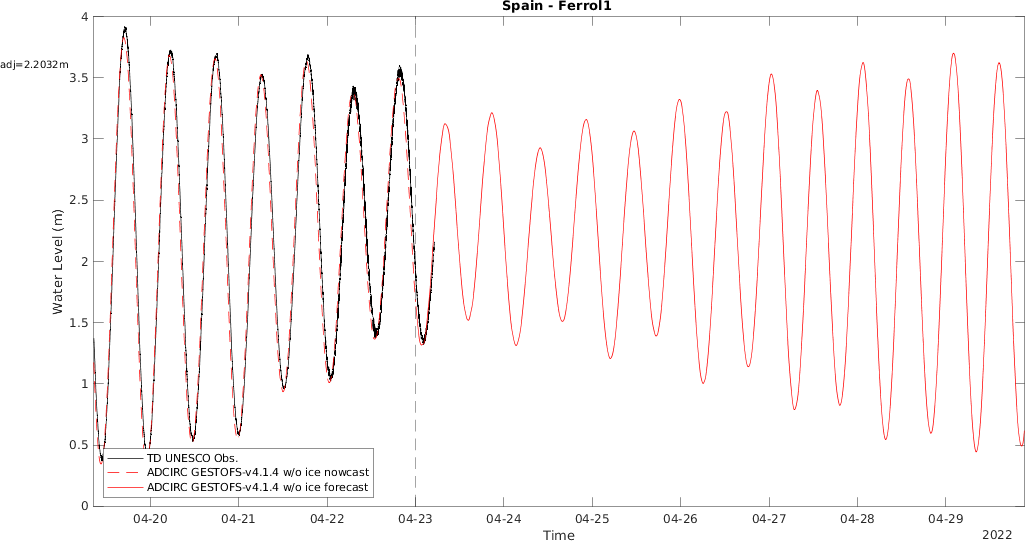 Spain - Ferrol1
adj=2.2032m
4
3.5
3
2.5
2
1.5
1
0.5
0
Water Level (m)
TD UNESCO Obs.
ADCIRC GESTOFS-v4.1.4 w/o ice nowcast
ADCIRC GESTOFS-v4.1.4 w/o ice forecast
04-20 04-21 04-22 04-23 04-24 04-25 04-26 04-27 04-28 04-29
Time
2022